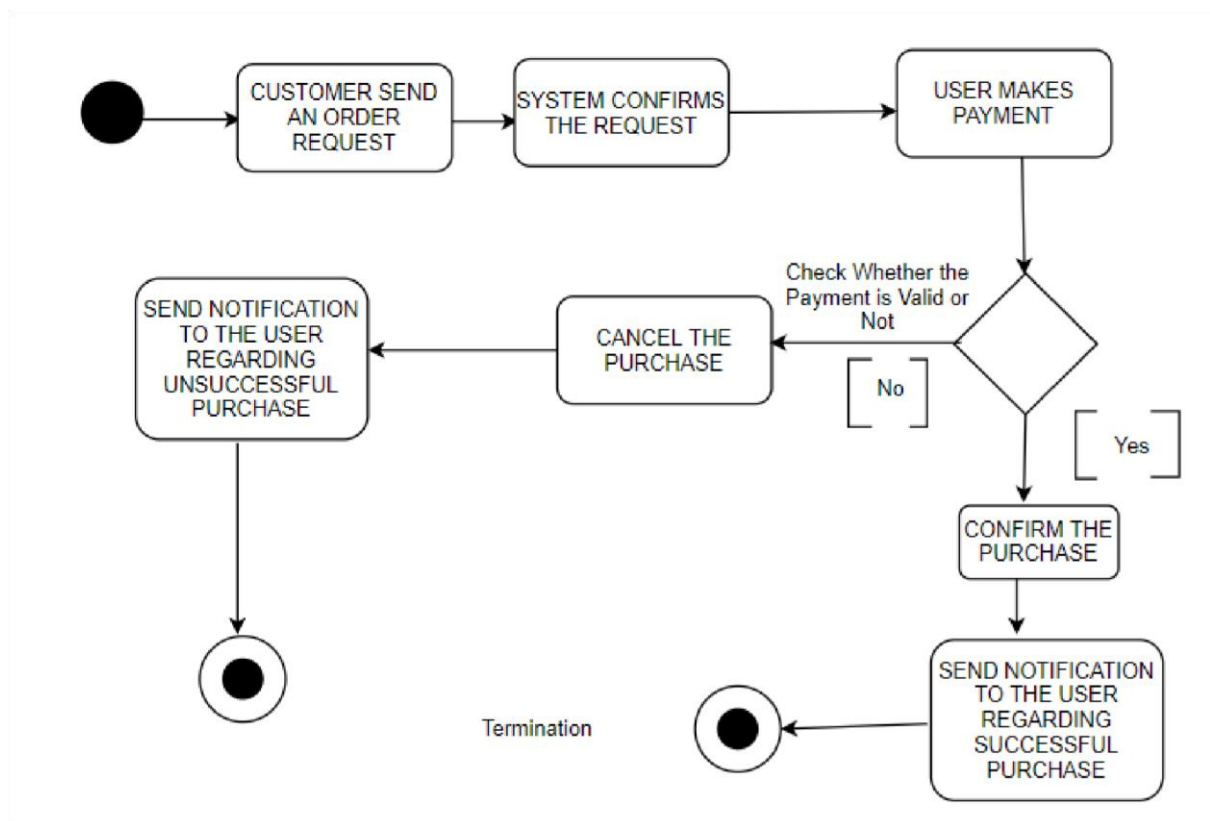 CUSTOMER SEND
AN ORDER
REQUEST
SYSTEM CONFIRMS
THE REQUEST
USER MAKES
PAYMENT
Check Whether the
Payment is Valid or
Not
No
Yes
CANCEL THE
PURCHASE
SEND NOTIFICATION
TO THE USER
REGARDING
UNSUCCESSFUL
PURCHASE
CONFIRM THE
PURCHASE
SEND NOTIFICATION
TO THE USER
REGARDING
SUCCESSFUL
PURCHASE
Termination